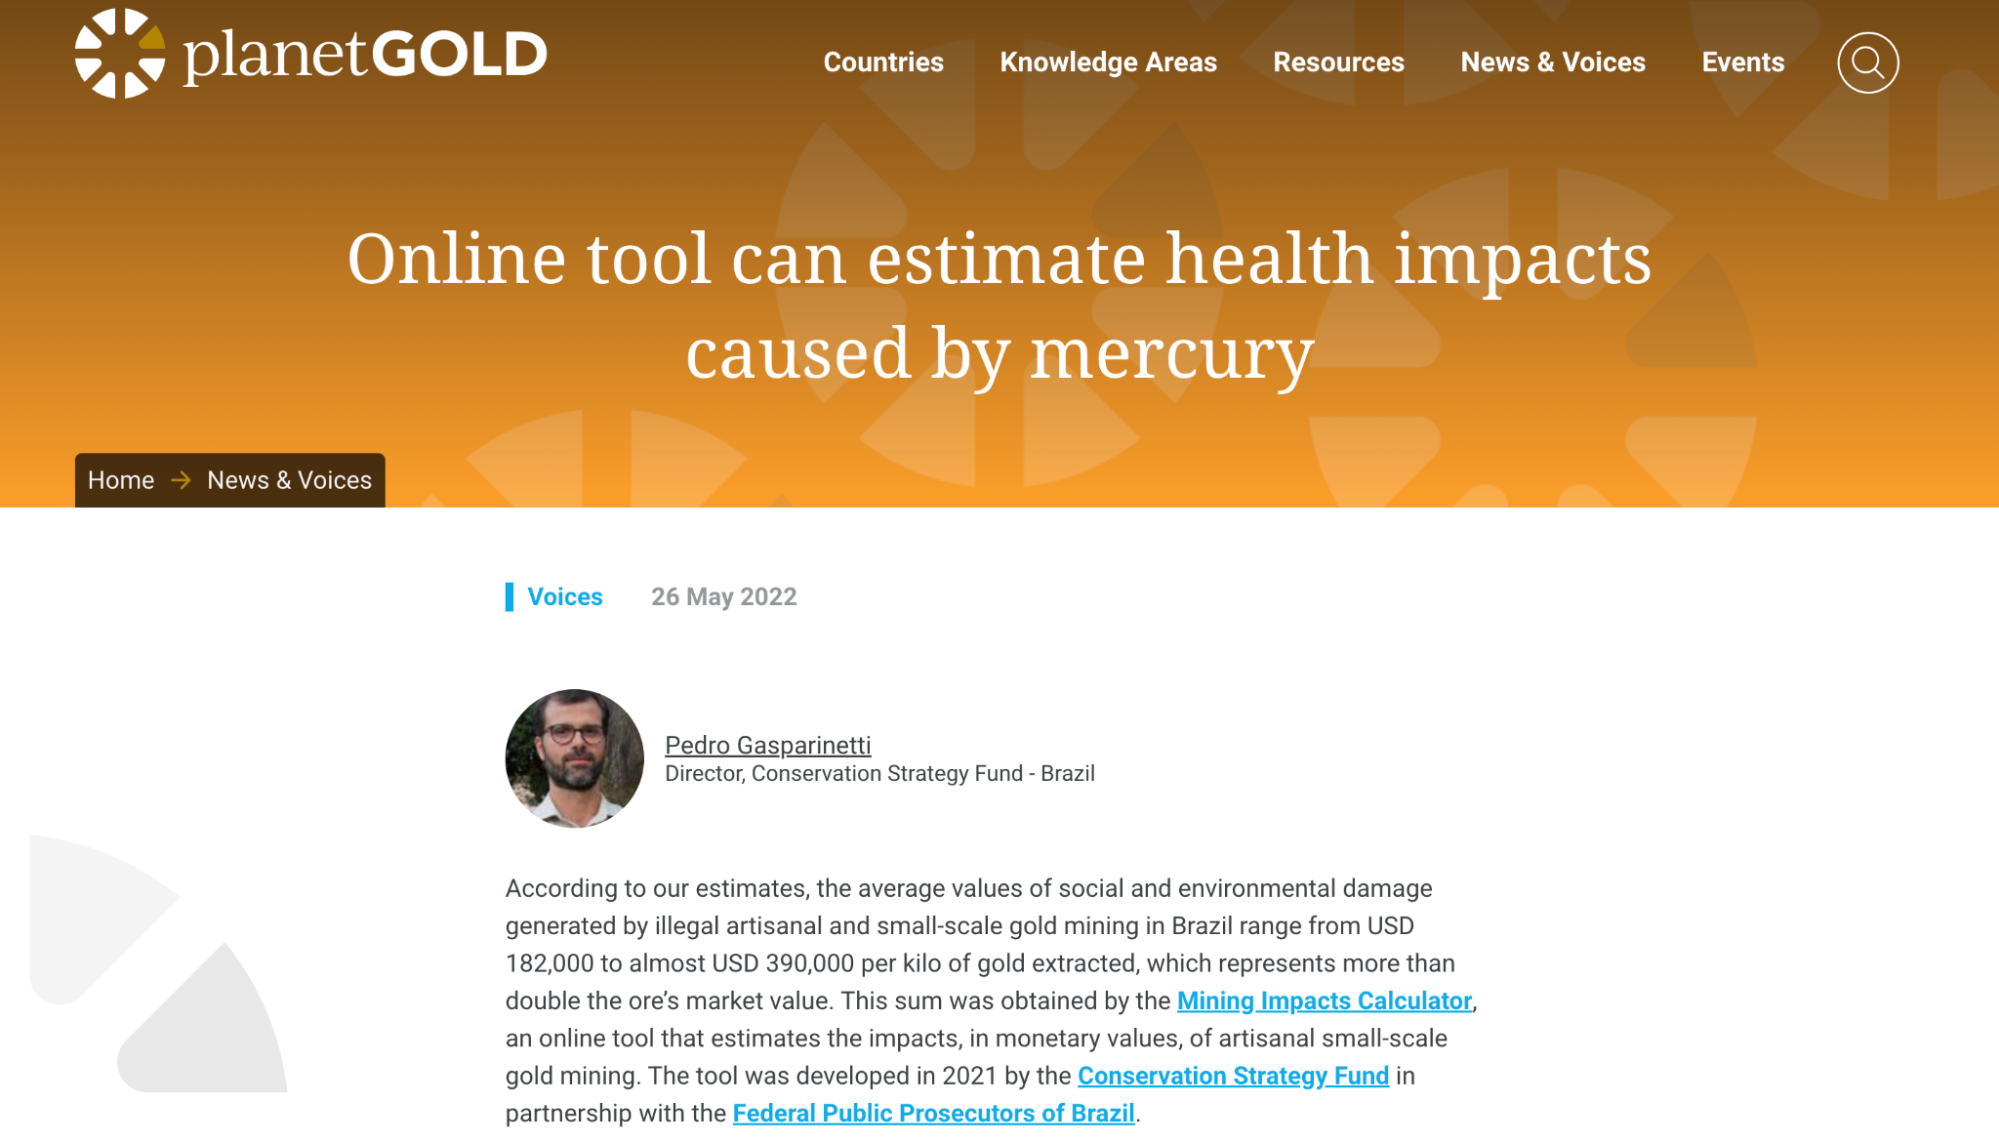 planetGOLD
Countries Knowledge Areas Resources News & Voices Events
Online tool can estimate health impacts
caused by mercury
Home → News & Voices
Voices 26 May 2022
Pedro Gasparinetti
Director, Conservation Strategy Fund - Brazil
According to our estimates, the average values of social and environmental damage
generated by illegal artisanal and small-scale gold mining in Brazil range from USD
182,000 to almost USD 390,000 per kilo of gold extracted, which represents more than
double the ore’s market value. This sum was obtained by the Mining Impacts Calculator,
an online tool that estimates the impacts, in monetary values, of artisanal small-scale
gold mining. The tool was developed in 2021 by the Conservation Strategy Fund in
partnership with the Federal Public Prosecutors of Brazil.